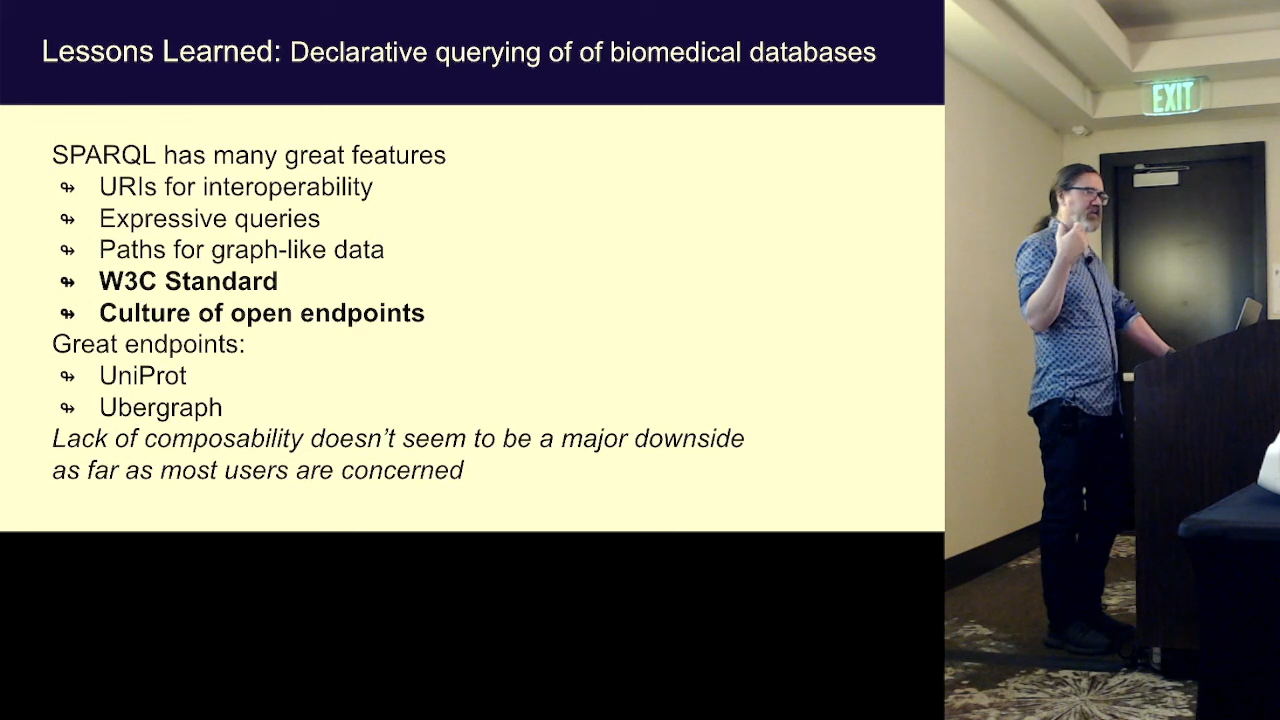 Lessons Learned: Declarative querying of of biomedical databases
SPARQL has many great features
↬ URIs for interoperability
↬ Expressive queries
↬ Paths for graph-like data
↬ W3C Standard
↬ Culture of open endpoints
Great endpoints:
↬ UniProt
↬ Ubergraph
Lack of composability doesn’t seem to be a major downside
as far as most users are concerned
EXIT